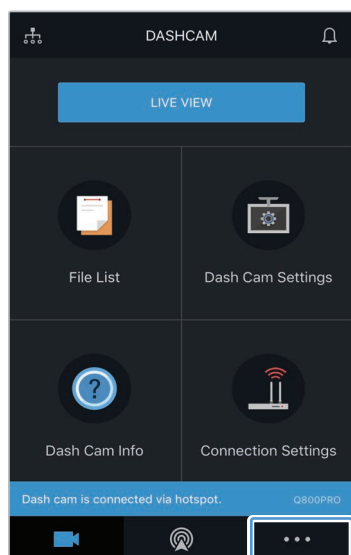 DASHCAM
LIVE VIEW
File List
Dash Cam Settings
?
Dash Cam Info
Connection Settings
Dash cam is connected via hotspot.
Q800PRO